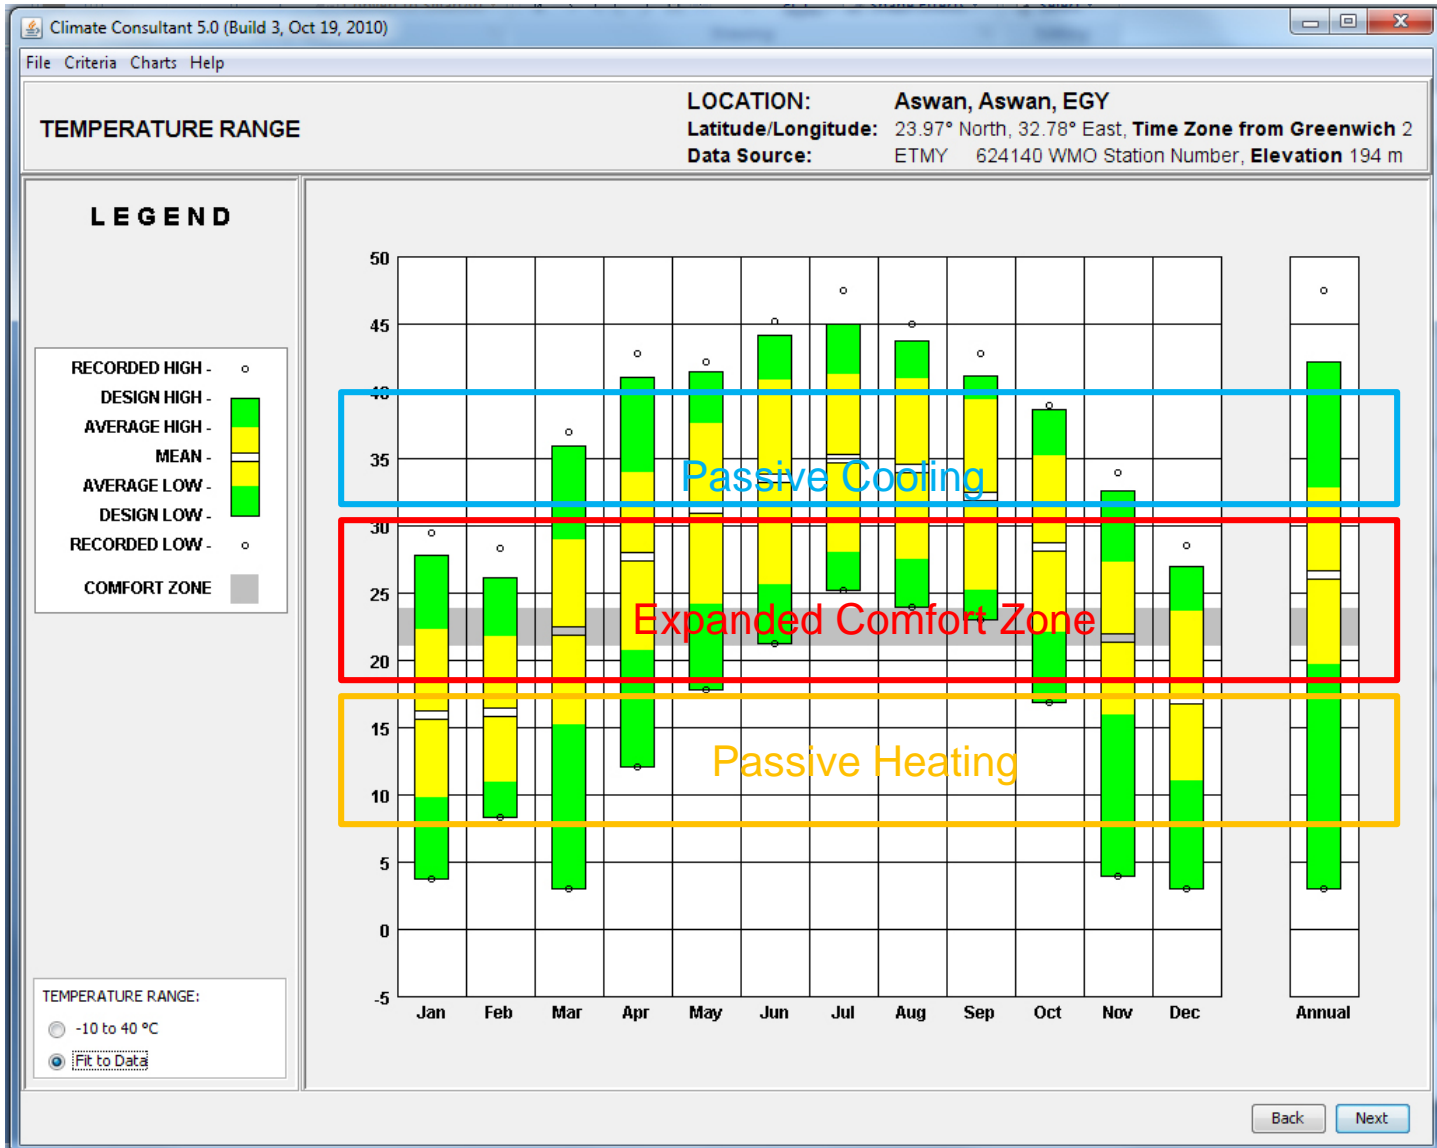 Climate Consultant 5.0 (Build 3, Oct 19, 2010)
File Criteria Charts Help
TEMPERATURE RANGE
LOCATION: Aswan, Aswan, EGY
Latitude/Longitude: 23.97° North, 32.78° East, Time Zone from Greenwich 2
Data Source: ETMY 624140 WMO Station Number, Elevation 194 m
LEGEND
RECORDED HIGH -
DESIGN HIGH -
AVERAGE HIGH -
MEAN -
AVERAGE LOW -
DESIGN LOW -
RECORDED LOW -
COMFORT ZONE
50
45
40
35
30
25
20
15
10
5
0
-5
Passive Cooling
Expanded Comfort Zone
Passive Heating
Jan Feb Mar Apr May Jun Jul Aug Sep Oct Nov Dec Annual
TEMPERATURE RANGE:
-10 to 40 °C
Fit to Data
Back Next